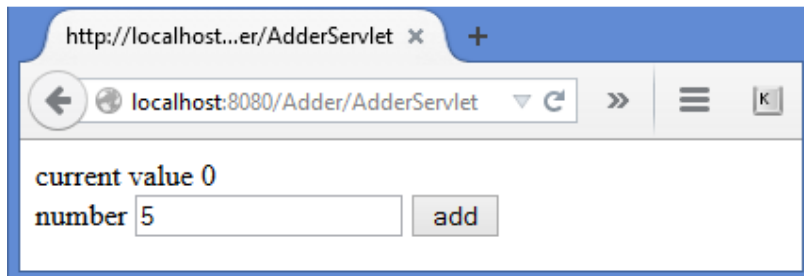 http://localhost...er/AdderServlet × +
localhost:8080/Adder/AdderServlet » K
current value 0
number 5 add